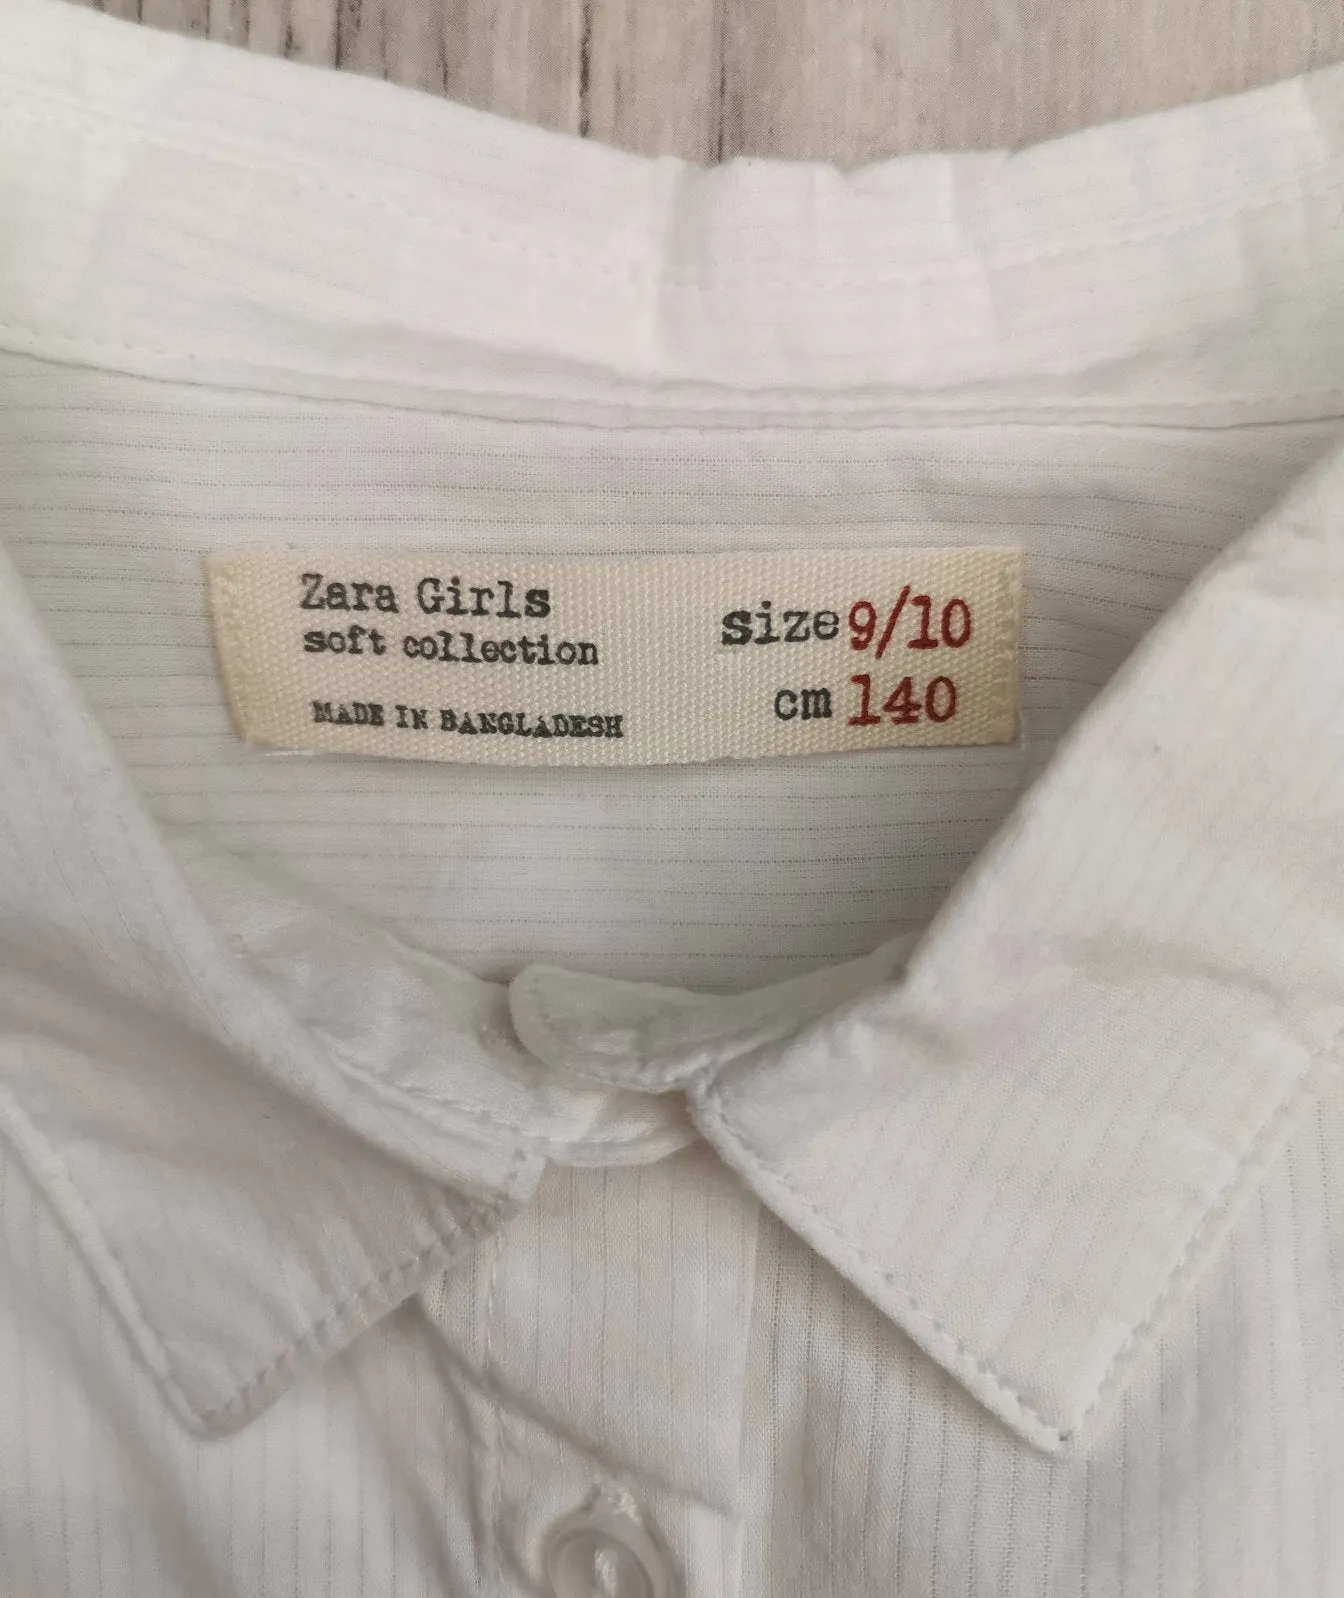 Zara Girls
soft collection
MADE IN BANGLADESH
size 9/10
cm 140